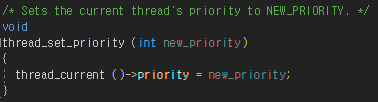 /* Sets the current thread's priority to NEW_PRIORITY. */
void
thread_set_priority (int new_priority)
{
  thread_current ()->priority = new_priority;
}